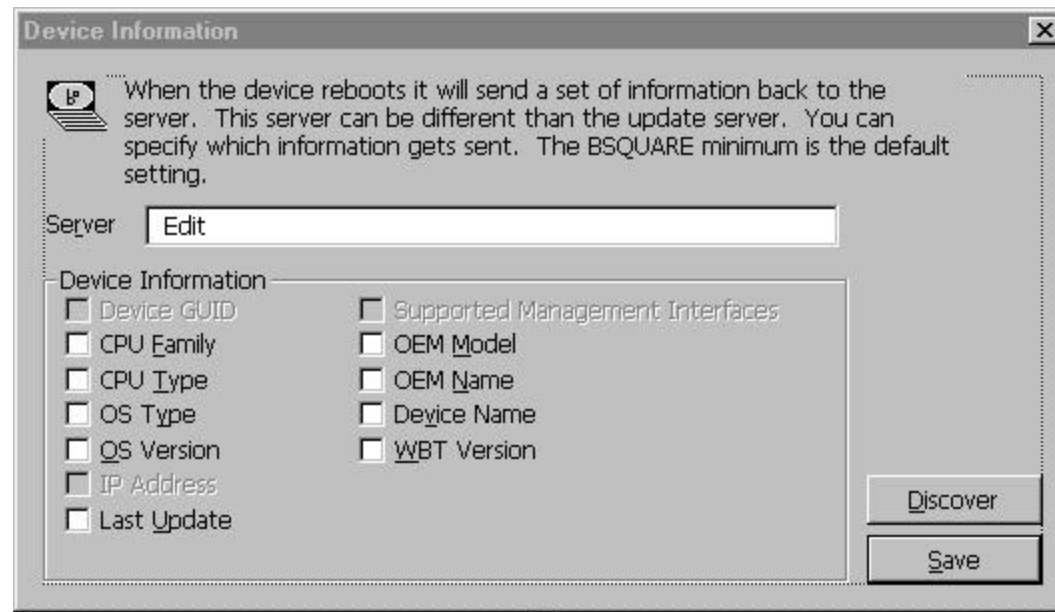 Device Information
When the device reboots it will send a set of information back to the
server. This server can be different than the update server. You can
specify which information gets sent. The BSQUARE minimum is the default
setting.
Server Edit
Device Information
Device GUID Supported Management Interfaces
CPU Family OEM Model
CPU Type OEM Name
OS Type Device Name
OS Version WBT Version
IP Address
Last Update
Discover
Save